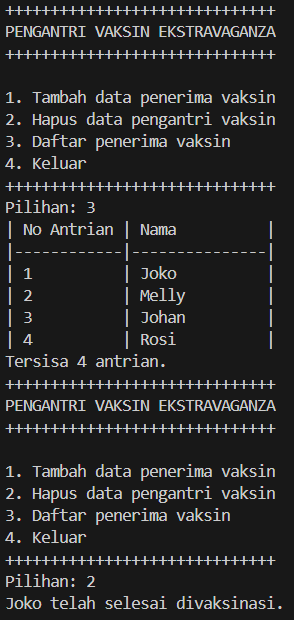 ++++++++++++++++++++++++++++++
PENGANTRI VAKSIN EKSTRAVAGANZA
++++++++++++++++++++++++++++++
1. Tambah data penerima vaksin
2. Hapus data pengantri vaksin
3. Daftar penerima vaksin
4. Keluar
++++++++++++++++++++++++++++++
Pilihan: 3
| No Antrian | Nama          |
|------------|---------------|
| 1          | Joko          |
| 2          | Melly         |
| 3          | Johan         |
| 4          | Rosi          |
Tersisa 4 antrian.
++++++++++++++++++++++++++++++
PENGANTRI VAKSIN EKSTRAVAGANZA
++++++++++++++++++++++++++++++
1. Tambah data penerima vaksin
2. Hapus data pengantri vaksin
3. Daftar penerima vaksin
4. Keluar
++++++++++++++++++++++++++++++
Pilihan: 2
Joko telah selesai divaksinasi.